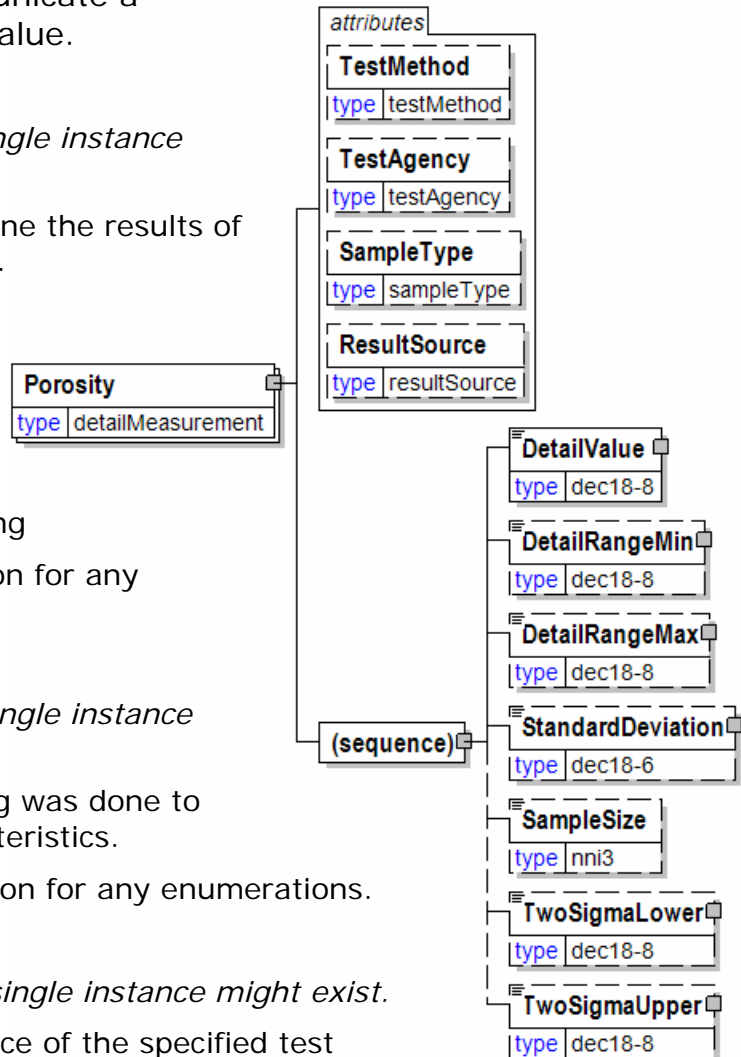 alue.
ngle instance
ne the results of
.
ng
on for any
ngle instance
g was done to
teristics.
on for any enumerations.
single instance might exist.
ce of the specified test
attributes
TestMethod
type testMethod
TestAgency
type testAgency
SampleType
type sampleType
ResultSource
type resultSource
Porosity
type detailMeasurement
(sequence)
DetailValue
type dec18-8
DetailRangeMin
type dec18-8
DetailRangeMax
type dec18-8
StandardDeviation
type dec18-6
SampleSize
type nni3
TwoSigmaLower
type dec18-8
TwoSigmaUpper
type dec18-8